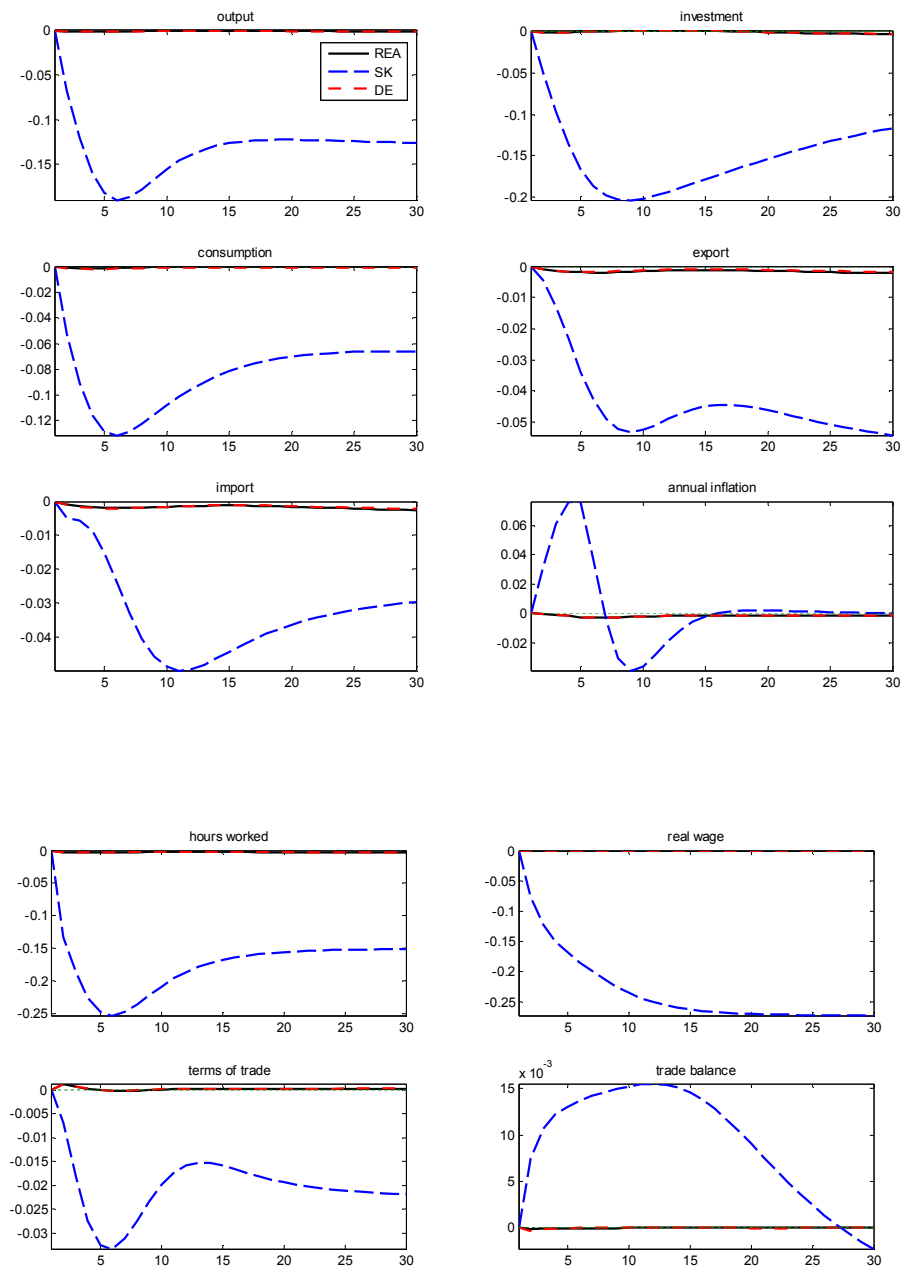 output
0
-0.05
-0.1
-0.15
5 10 15 20 25 30
REA
SK
DE
investment
0
-0.05
-0.1
-0.15
-0.2
5 10 15 20 25 30
consumption
0
-0.02
-0.04
-0.06
-0.08
-0.1
-0.12
5 10 15 20 25 30
export
0
-0.01
-0.02
-0.03
-0.04
-0.05
5 10 15 20 25 30
import
0
-0.01
-0.02
-0.03
-0.04
5 10 15 20 25 30
annual inflation
0.06
0.04
0.02
0
-0.02
5 10 15 20 25 30
hours worked
0
-0.05
-0.1
-0.15
-0.2
-0.25
5 10 15 20 25 30
real wage
0
-0.05
-0.1
-0.15
-0.2
-0.25
5 10 15 20 25 30
terms of trade
0
-0.005
-0.01
-0.015
-0.02
-0.025
-0.03
5 10 15 20 25 30
trade balance
x 10⁻³
15
10
5
0
5 10 15 20 25 30